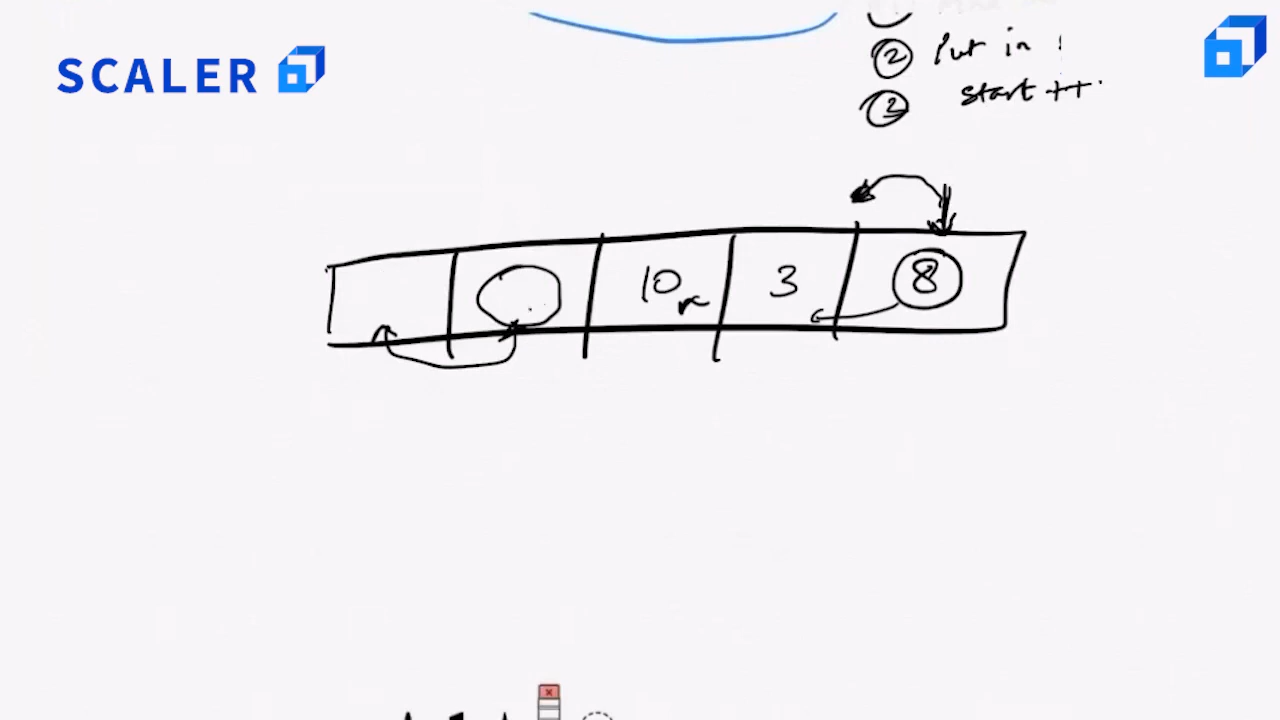 SCALER
② Put in
② start ++
10 3 8